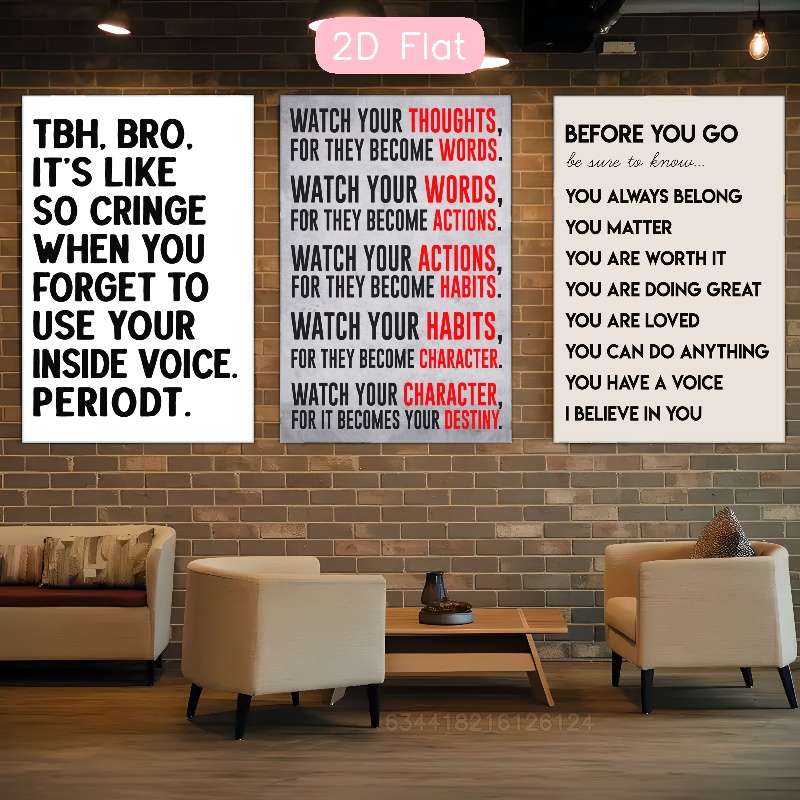 2D Flat
TBH, BRO,
IT'S LIKE
SO CRINGE
WHEN YOU
FORGET TO
USE YOUR
INSIDE VOICE.
PERIODT.
WATCH YOUR THOUGHTS,
FOR THEY BECOME WORDS.
WATCH YOUR WORDS,
FOR THEY BECOME ACTIONS.
WATCH YOUR ACTIONS,
FOR THEY BECOME HABITS.
WATCH YOUR HABITS,
FOR THEY BECOME CHARACTER.
WATCH YOUR CHARACTER,
FOR IT BECOMES YOUR DESTINY.
BEFORE YOU GO
be sure to know...
YOU ALWAYS BELONG
YOU MATTER
YOU ARE WORTH IT
YOU ARE DOING GREAT
YOU ARE LOVED
YOU CAN DO ANYTHING
YOU HAVE A VOICE
I BELIEVE IN YOU
634418216126124